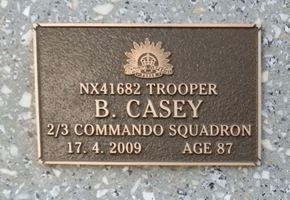 NX41682 TROOPER
B. CASEY
2/3 COMMANDO SQUADRON
17. 4. 2009 AGE 87